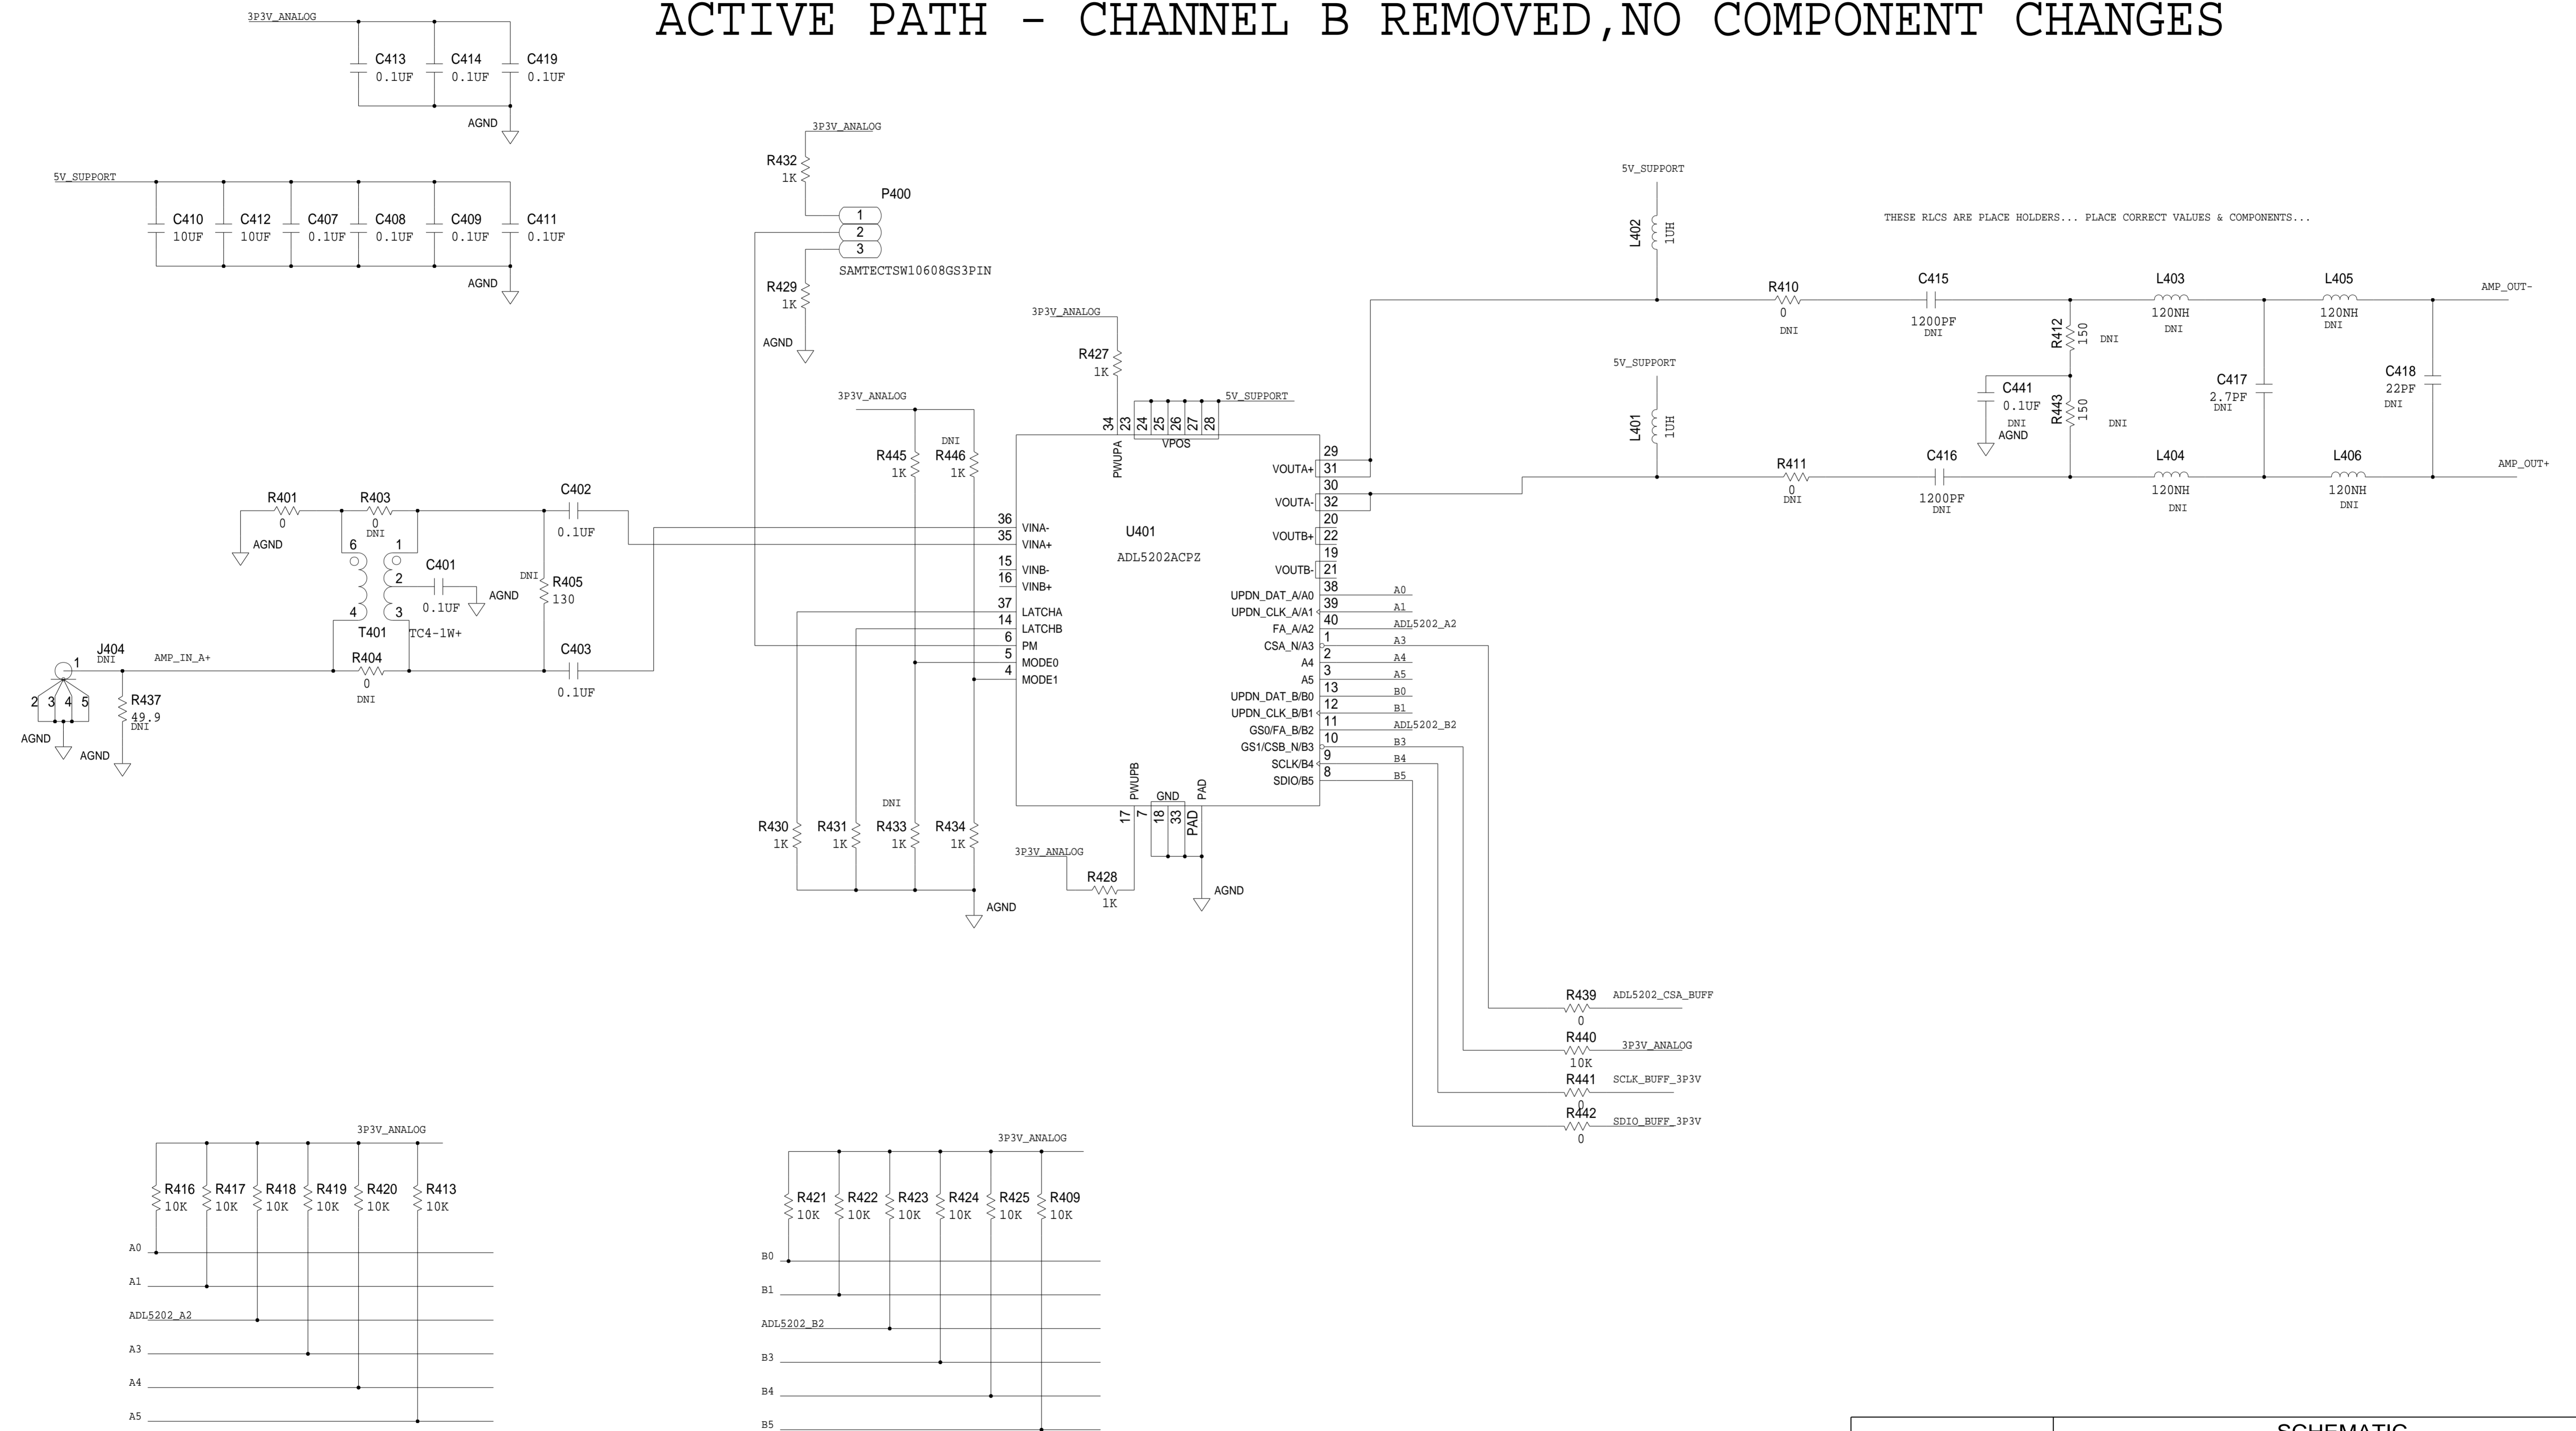 ACTIVE PATH - CHANNEL B REMOVED,NO COMPONENT CHANGES
3P3V_ANALOG
C413
0.1UF
C414
0.1UF
C419
0.1UF
AGND
5V_SUPPORT
C410
10UF
C412
10UF
C407
0.1UF
C408
0.1UF
C409
0.1UF
C411
0.1UF
AGND
3P3V_ANALOG
R432
1K
P400
1
2
3
SAMTECTSW10608GS3PIN
R429
1K
AGND
5V_SUPPORT
L402
1UH
THESE RLCS ARE PLACE HOLDERS... PLACE CORRECT VALUES & COMPONENTS...
R410
0
DNI
C415
1200PF
DNI
L403
120NH
DNI
L405
120NH
DNI
AMP_OUT-
R412
150
DNI
5V_SUPPORT
L401
1UH
C441
0.1UF
DNI
AGND
R443
150
DNI
C417
2.7PF
DNI
C418
22PF
DNI
R411
0
DNI
C416
1200PF
DNI
L404
120NH
DNI
L406
120NH
DNI
AMP_OUT+
3P3V_ANALOG
R427
1K
3P3V_ANALOG
R445
1K
DNI
R446
1K
5V_SUPPORT
34
23
24
25
26
27
28
PWUPA
VPOS
U401
ADL5202ACPZ
36
VINA-
35
VINA+
15
VINB-
16
VINB+
37
LATCHA
14
LATCHB
6
PM
5
MODE0
4
MODE1
29
VOUTA+
31
30
VOUTA-
32
20
VOUTB+
22
19
VOUTB-
21
38
UPDN_DAT_A/A0
A0
39
UPDN_CLK_A/A1
A1
40
FA_A/A2
ADL5202_A2
1
CSA_N/A3
A3
2
A4
A4
3
A5
A5
13
UPDN_DAT_B/B0
B0
12
UPDN_CLK_B/B1
B1
11
GS0/FA_B/B2
ADL5202_B2
10
GS1/CSB_N/B3
B3
9
SCLK/B4
B4
8
SDIO/B5
B5
PWUPB
GND
PAD
17
7
18
33
PAD
3P3V_ANALOG
R428
1K
AGND
R401
0
AGND
R403
0
DNI
6
1
2
4
3
C401
0.1UF
AGND
T401
TC4-1W+
C402
0.1UF
DNI
R405
130
C403
0.1UF
R404
0
DNI
J404
DNI
1
AMP_IN_A+
2
3
4
5
AGND
R437
49.9
DNI
AGND
R430
1K
R431
1K
DNI
R433
1K
R434
1K
AGND
R439
0
ADL5202_CSA_BUFF
R440
10K
3P3V_ANALOG
R441
0
SCLK_BUFF_3P3V
R442
0
SDIO_BUFF_3P3V
3P3V_ANALOG
R416
10K
R417
10K
R418
10K
R419
10K
R420
10K
R413
10K
A0
A1
ADL5202_A2
A3
A4
A5
3P3V_ANALOG
R421
10K
R422
10K
R423
10K
R424
10K
R425
10K
R409
10K
B0
B1
ADL5202_B2
B3
B4
B5
SCHEMATIC